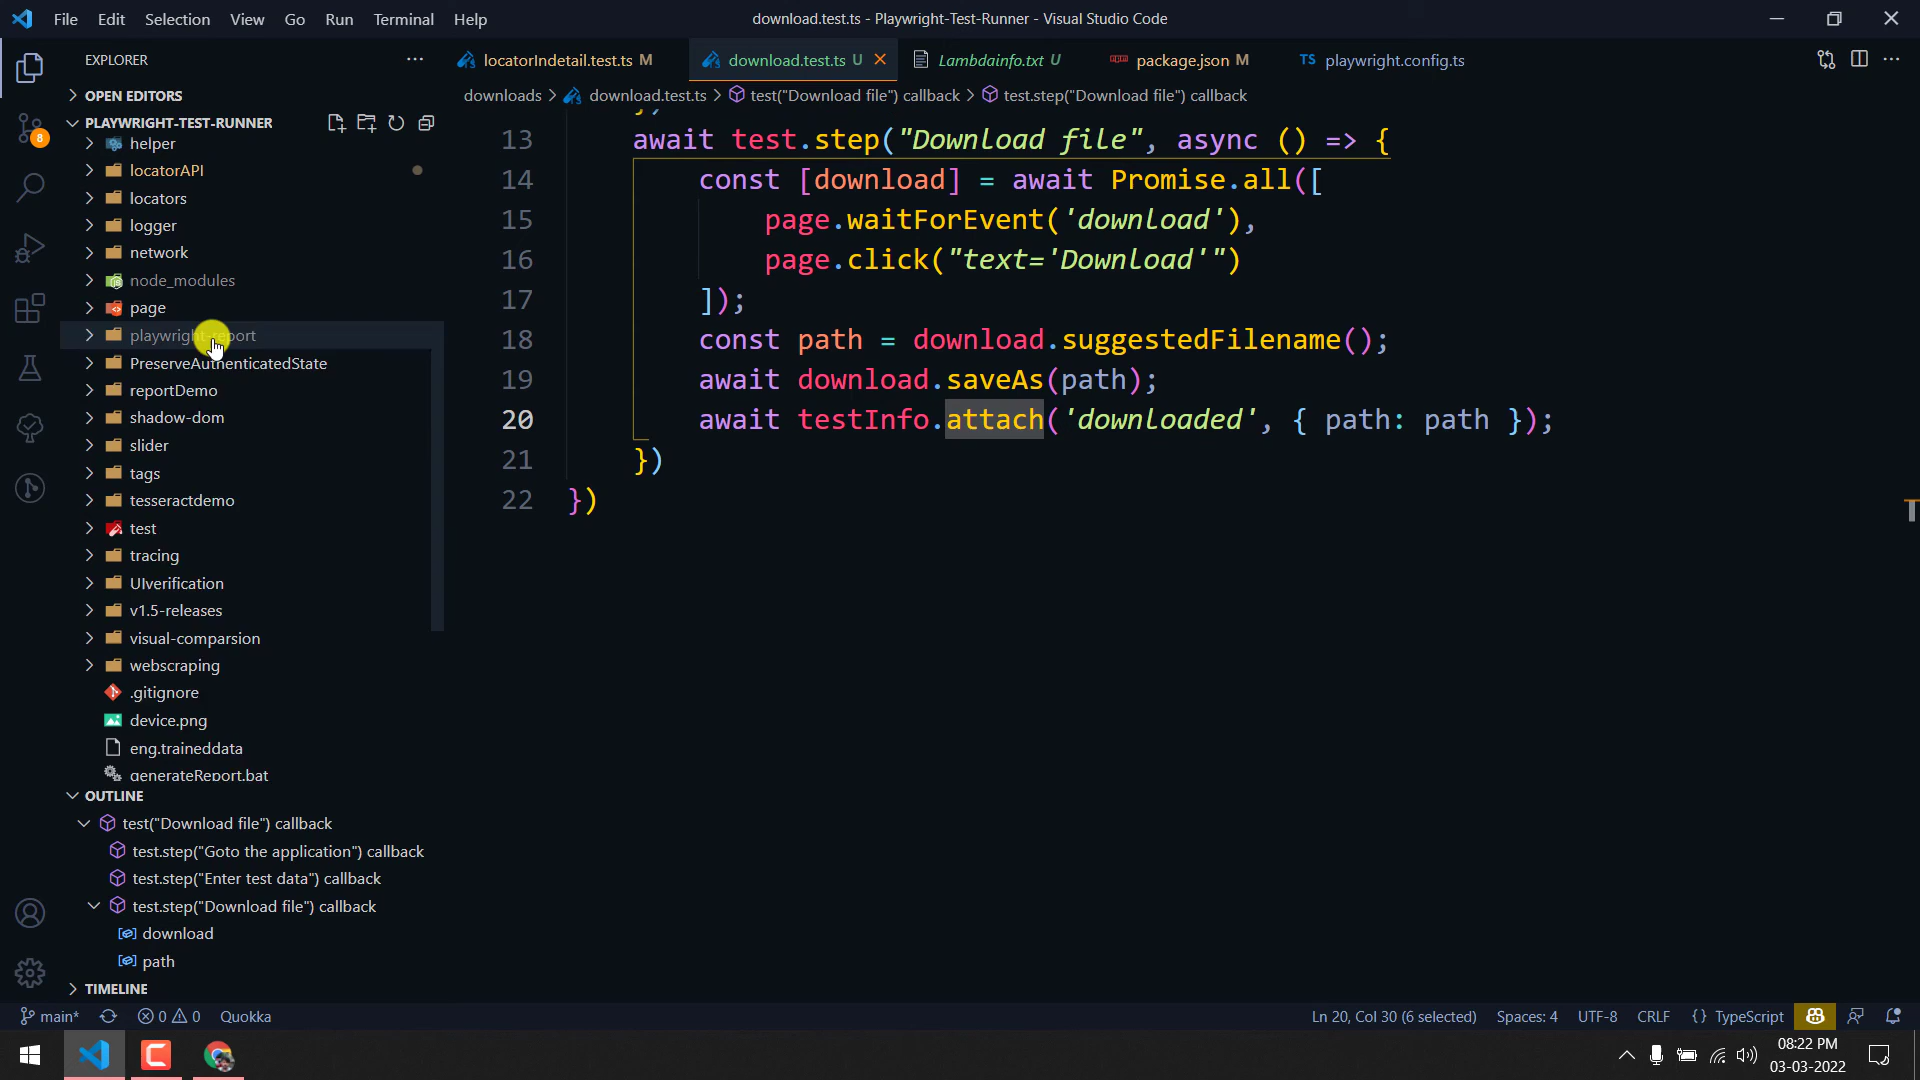 File Edit Selection View Go Run Terminal Help
download.test.ts - Playwright-Test-Runner - Visual Studio Code
EXPLORER
locatorIndetail.test.ts M
download.test.ts U
Lambdainfo.txt U
package.json M
TS playwright.config.ts
OPEN EDITORS
downloads > download.test.ts > test("Download file") callback > test.step("Download file") callback
PLAYWRIGHT-TEST-RUNNER
helper
locatorAPI
locators
logger
network
node_modules
page
playwright-report
PreserveAuthenticatedState
reportDemo
shadow-dom
slider
tags
tesseractdemo
test
tracing
UIverification
v1.5-releases
visual-comparsion
webscraping
.gitignore
device.png
eng.traineddata
generateReport.bat
13 await test.step("Download file", async () => {
14 const [download] = await Promise.all([
15 page.waitForEvent('download'),
16 page.click("text='Download'")
17 ]);
18 const path = download.suggestedFilename();
19 await download.saveAs(path);
20 await testInfo.attach('downloaded', { path: path });
21 })
22 })
OUTLINE
test("Download file") callback
test.step("Goto the application") callback
test.step("Enter test data") callback
test.step("Download file") callback
download
path
TIMELINE
8
main* 0 0 Quokka
Ln 20, Col 30 (6 selected) Spaces: 4 UTF-8 CRLF {} TypeScript
08:22 PM
03-03-2022